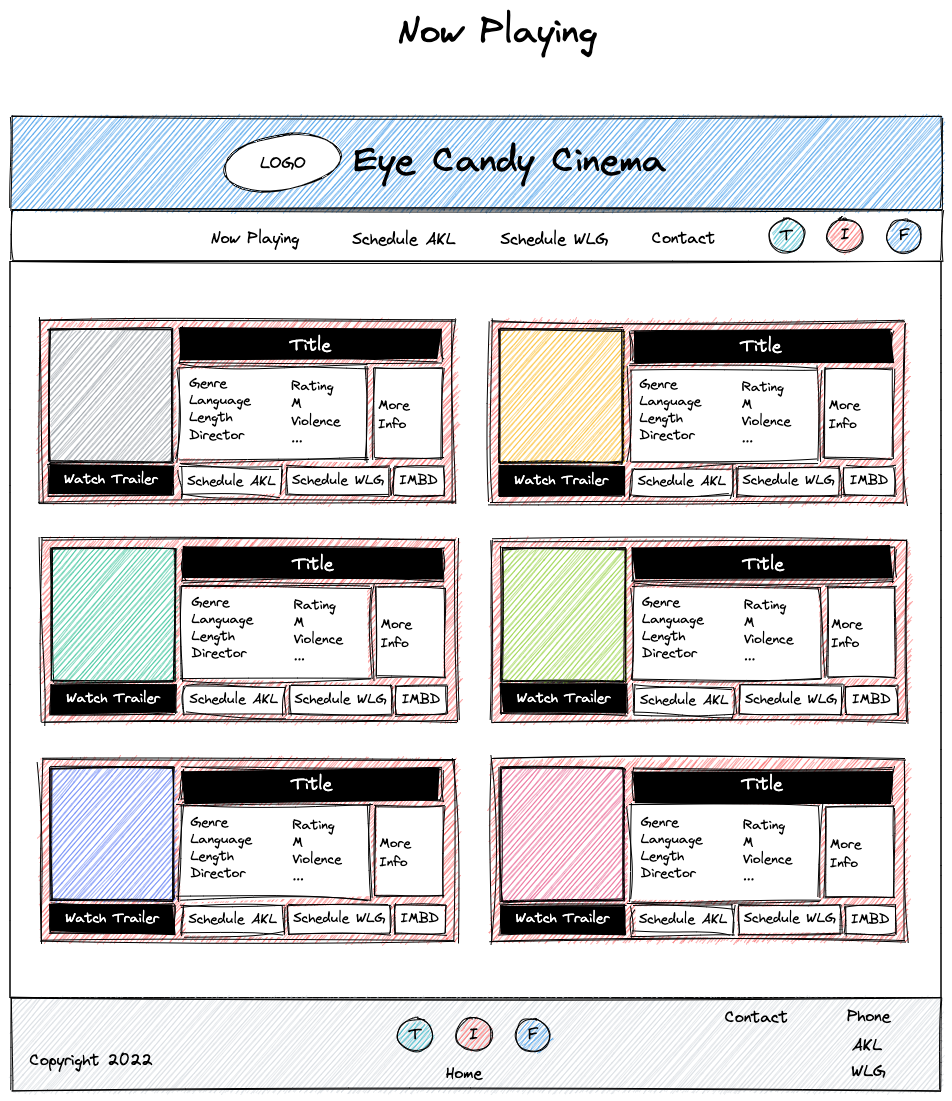 Now Playing
LOGO Eye Candy Cinema
Now Playing Schedule AKL Schedule WLG Contact T I F
Title
Genre Rating
Language M
Length Violence
Director ...
More
Info
Watch Trailer Schedule AKL Schedule WLG IMBD
Title
Genre Rating
Language M
Length Violence
Director ...
More
Info
Watch Trailer Schedule AKL Schedule WLG IMBD
Title
Genre Rating
Language M
Length Violence
Director ...
More
Info
Watch Trailer Schedule AKL Schedule WLG IMBD
Title
Genre Rating
Language M
Length Violence
Director ...
More
Info
Watch Trailer Schedule AKL Schedule WLG IMBD
Title
Genre Rating
Language M
Length Violence
Director ...
More
Info
Watch Trailer Schedule AKL Schedule WLG IMBD
Title
Genre Rating
Language M
Length Violence
Director ...
More
Info
Watch Trailer Schedule AKL Schedule WLG IMBD
Copyright 2022
T I F
Home
Contact
Phone
AKL
WLG